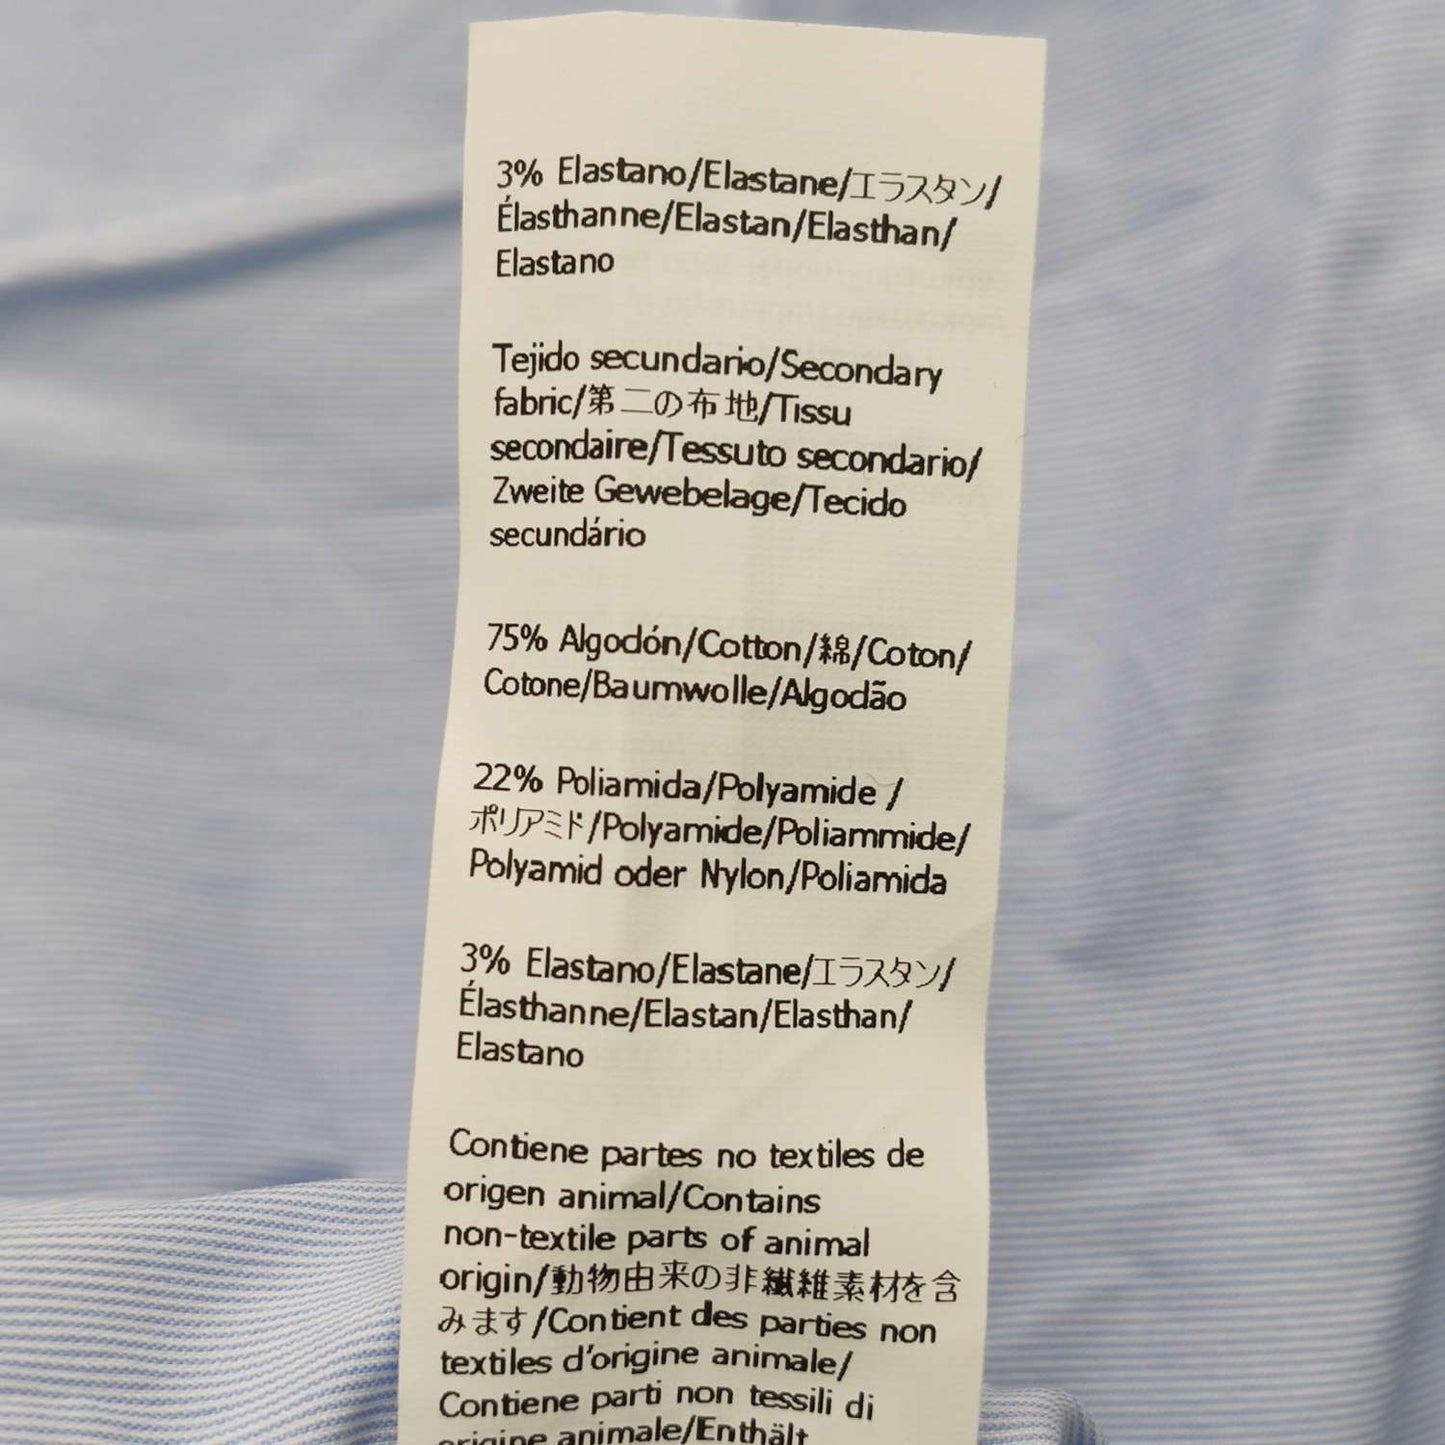 3% Elastano/Elastane/エラスタン/
Élasthanne/Elastan/Elasthan/
Elastano
Tejido secundario/Secondary
fabric/第二の布地/Tissu
secondaire/Tessuto secondario/
Zweite Gewebelage/Tecido
secundário
75% Algodón/Cotton/綿/Coton/
Cotone/Baumwolle/Algodão
22% Poliamida/Polyamide /
ポリアミド/Polyamide/Poliammide/
Polyamid oder Nylon/Poliamida
3% Elastano/Elastane/エラスタン/
Élasthanne/Elastan/Elasthan/
Elastano
Contiene partes no textiles de
origen animal/Contains
non-textile parts of animal
origin/動物由来の非繊維素材を含
みます/Contient des parties non
textiles d'origine animale/
Contiene parti non tessili di
origine animale/Enthält